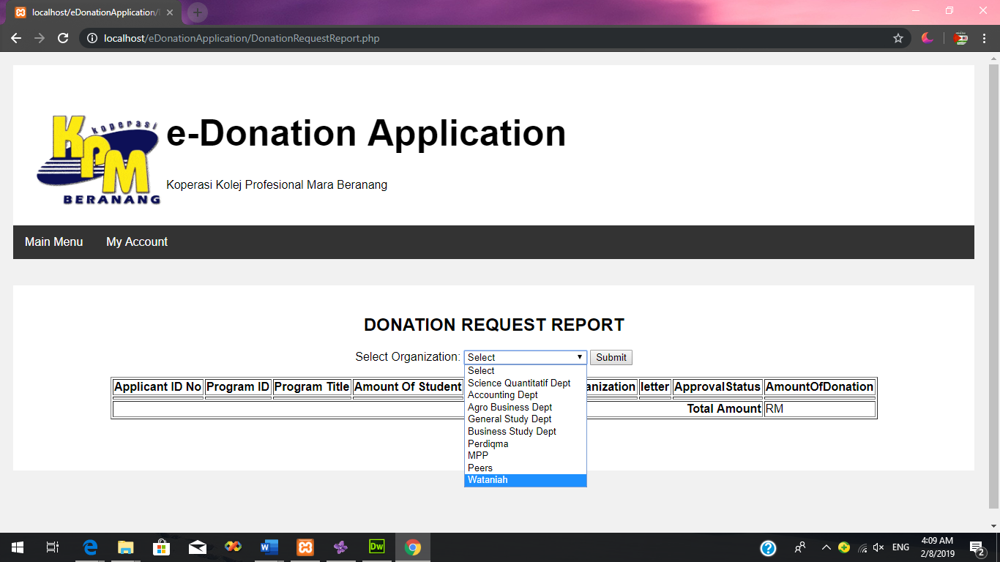 localhost/eDonationApplication/
localhost/eDonationApplication/DonationRequestReport.php
koperasi
KPM
BERANANG
e-Donation Application
Koperasi Kolej Profesional Mara Beranang
Main Menu My Account
DONATION REQUEST REPORT
Select Organization: Select Submit
Select
Science Quantitatif Dept
Accounting Dept
Agro Business Dept
General Study Dept
Business Study Dept
Perdiqma
MPP
Peers
Wataniah
Applicant ID No Program ID Program Title Amount Of Student anization letter ApprovalStatus AmountOfDonation
Total Amount RM
W
Dw
ENG
4:09 AM
2/8/2019
2